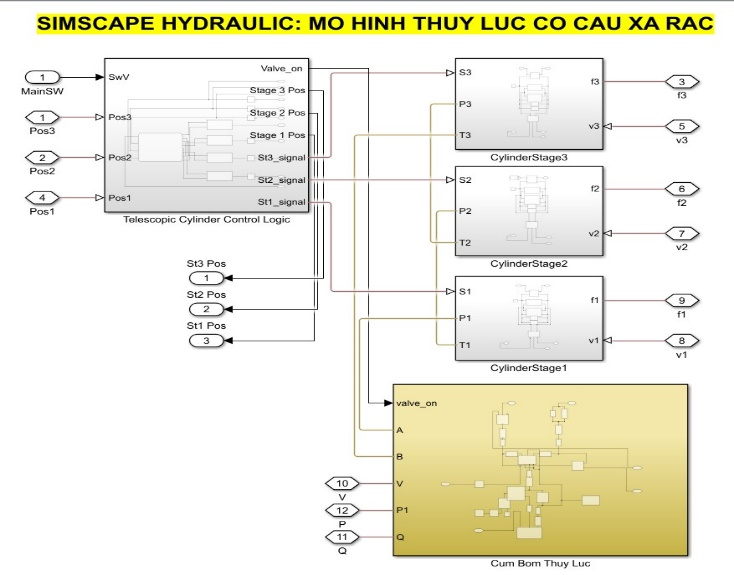 SIMSCAPE HYDRAULIC: MO HINH THUY LUC CO CAU XA RAC
1
MainSW
1
Pos3
2
Pos2
4
Pos1
SwV
Pos3
Pos2
Pos1
Valve_on
Stage 3 Pos
Stage 2 Pos
Stage 1 Pos
St3_signal
St2_signal
St1_signal
Telescopic Cylinder Control Logic
St3 Pos
1
St2 Pos
2
St1 Pos
3
S3
P3
T3
f3
v3
CylinderStage3
3
f3
5
v3
S2
P2
T2
f2
v2
CylinderStage2
6
f2
7
v2
S1
P1
T1
f1
v1
CylinderStage1
9
f1
8
v1
valve_on
A
B
V
P1
Q
10
V
12
P
11
Q
Cum Bom Thuy Luc